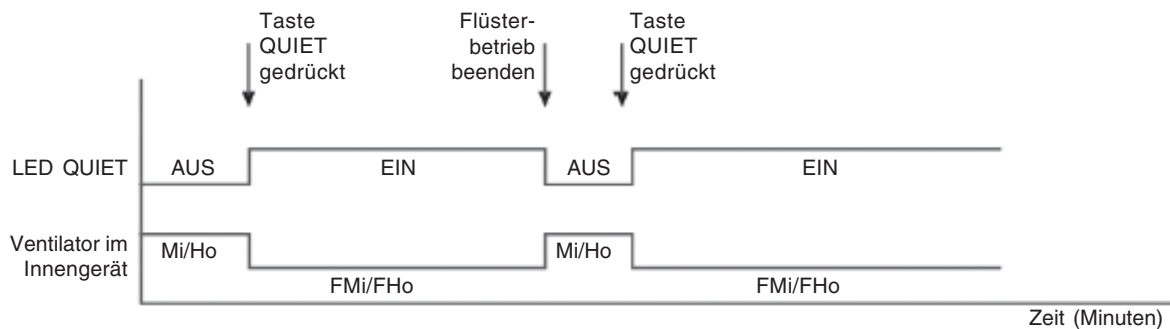 Taste
QUIET
gedrückt
Flüster-
betrieb
beenden
Taste
QUIET
gedrückt
LED QUIET
AUS
EIN
AUS
EIN
Ventilator im
Innengerät
Mi/Ho
FMi/FHo
Mi/Ho
FMi/FHo
Zeit (Minuten)